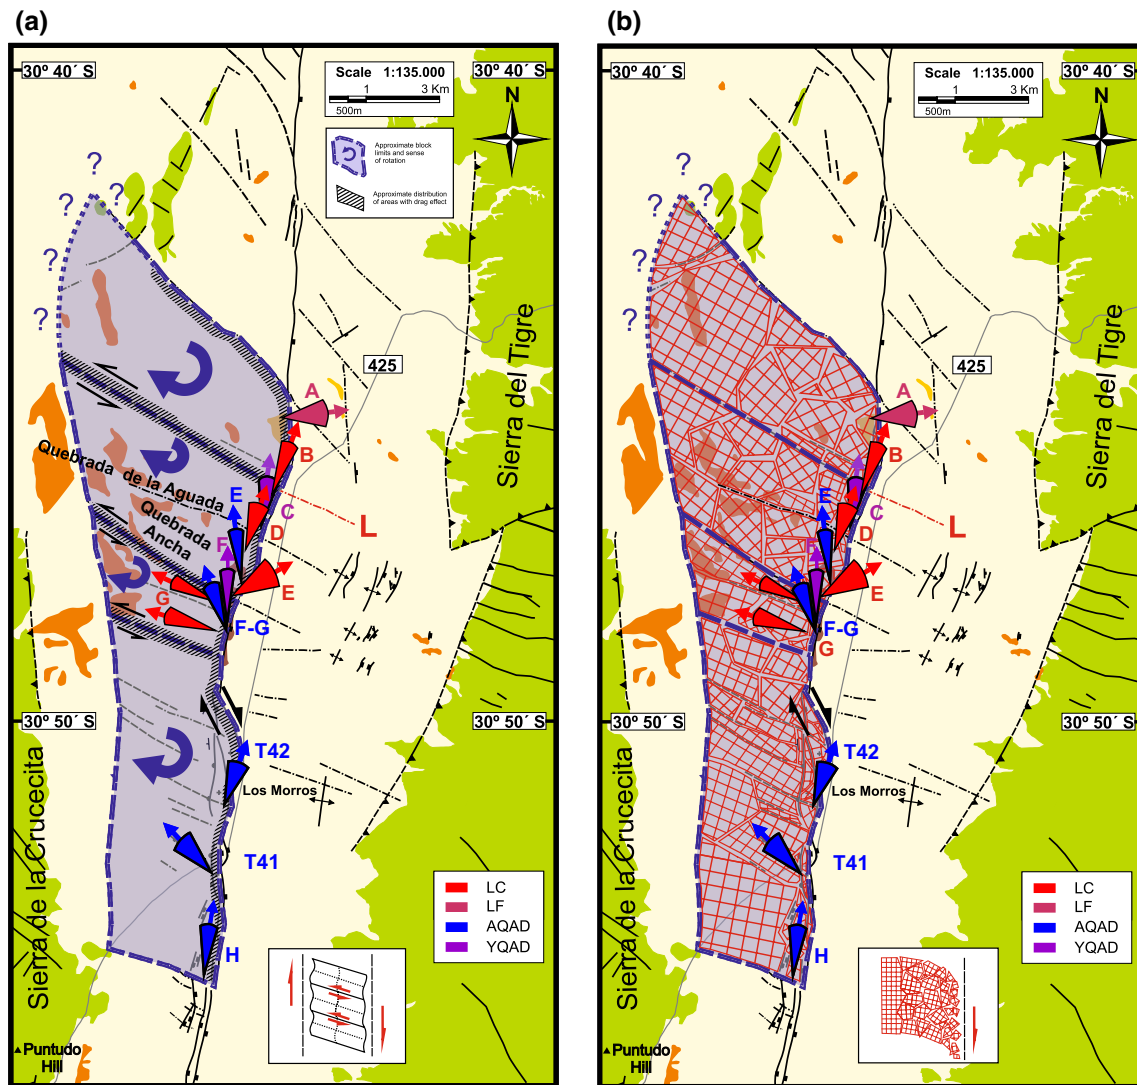 (a)
30º 40´ S
30º 40´ S
Scale 1:135.000
1 3 Km
500m
N
Approximate block
limits and sense
of rotation
Approximate distribution
of areas with drag effect
?
?
?
?
?
425
Sierra del Tigre
A
B
Quebrada de la Aguada
C
E
D
L
Quebrada
Ancha
F
E
G
F-G
30º 50´ S
30º 50´ S
T42
Los Morros
Sierra de la Crucecita
T41
LC
LF
AQAD
YQAD
H
Puntudo
Hill
(b)
30º 40´ S
30º 40´ S
Scale 1:135.000
1 3 Km
500m
N
?
?
?
?
?
425
Sierra del Tigre
A
B
C
E
D
L
F
E
F-G
G
30º 50´ S
30º 50´ S
T42
Los Morros
Sierra de la Crucecita
T41
LC
LF
AQAD
YQAD
H
Puntudo
Hill